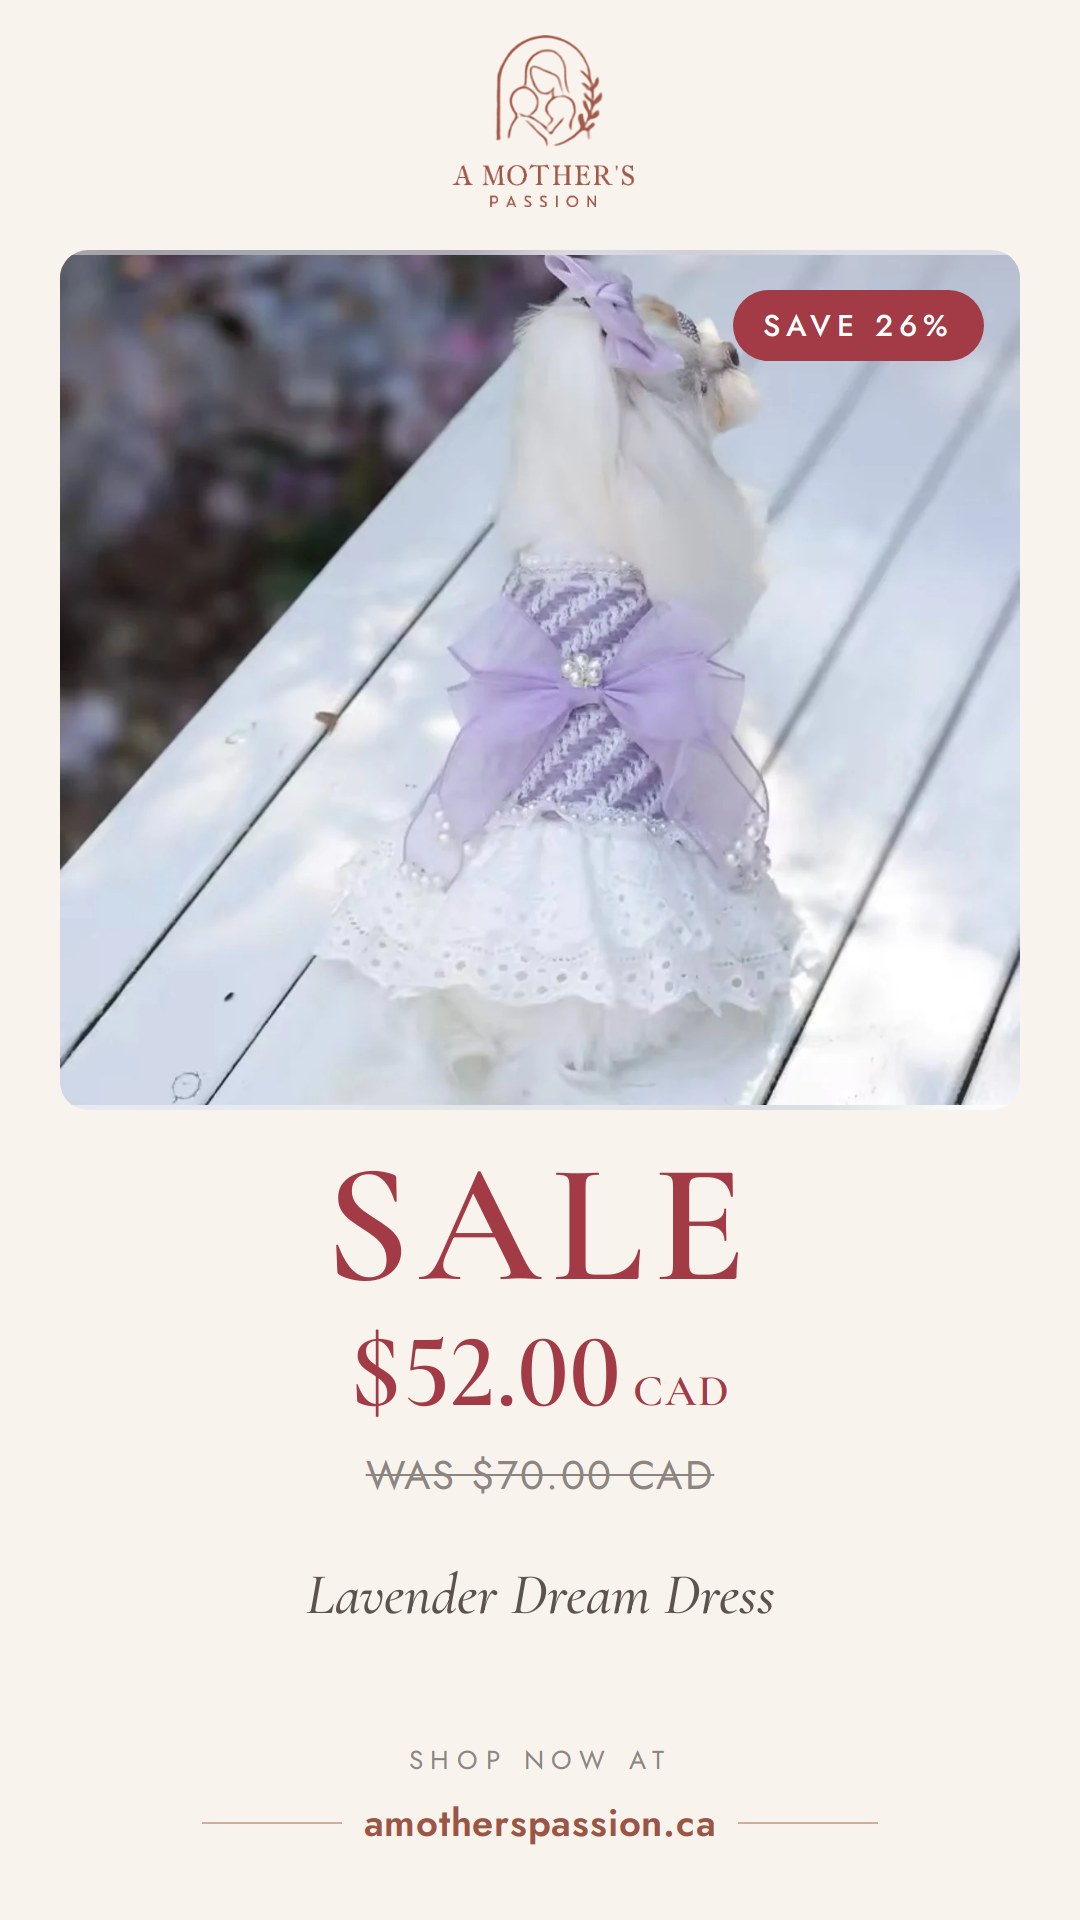 A MOTHER'S
PASSION
SAVE 26%
SALE
$52.00 CAD
WAS $70.00 CAD
Lavender Dream Dress
SHOP NOW AT
amotherspassion.ca